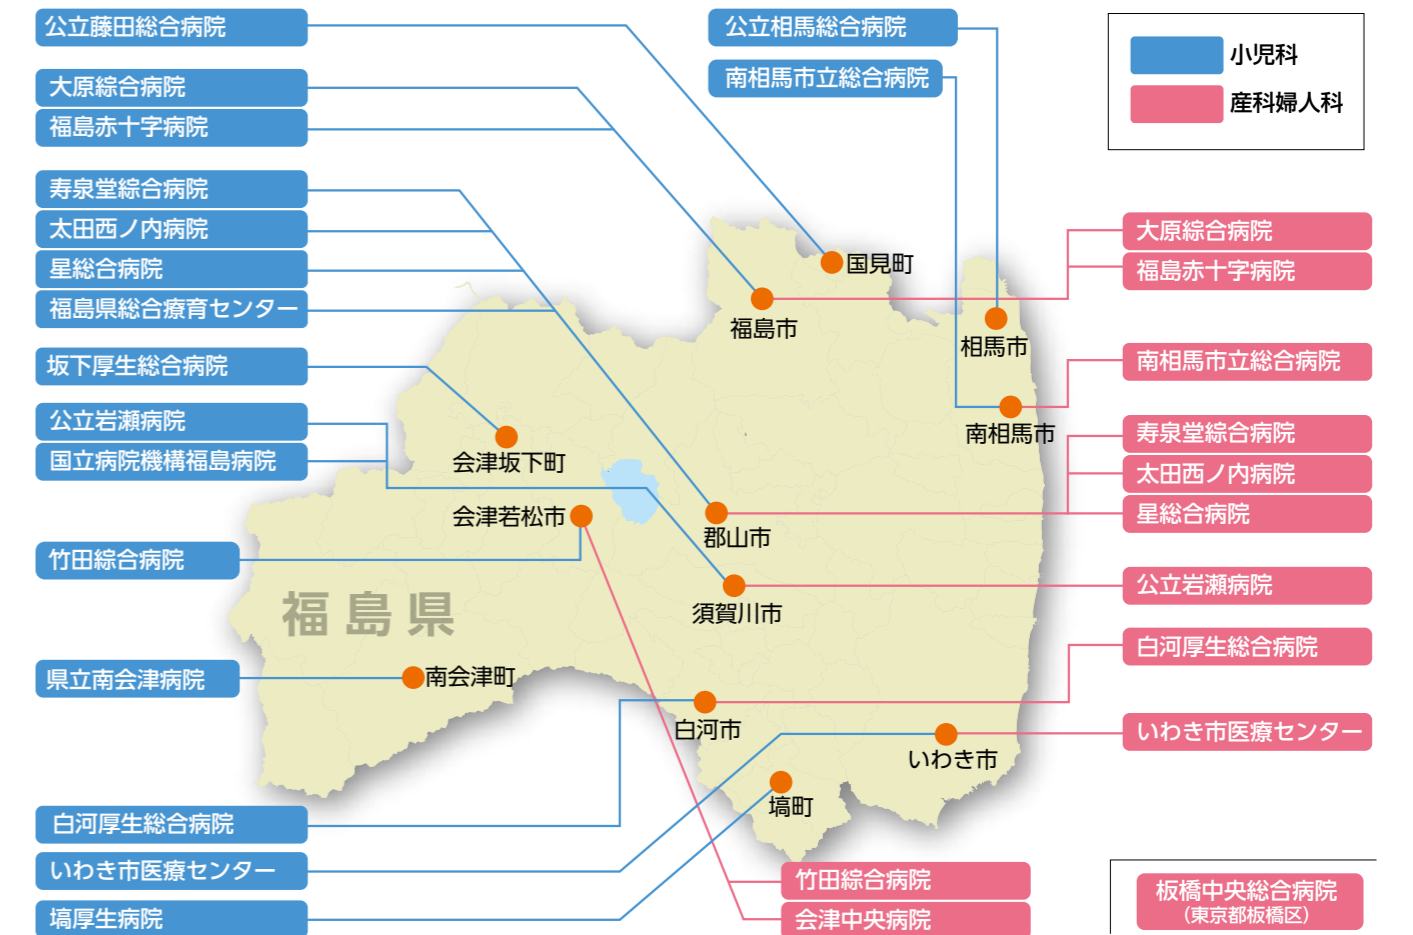 公立藤田総合病院
大原綜合病院
福島赤十字病院
寿泉堂綜合病院
太田西ノ内病院
星総合病院
福島県総合療育センター
坂下厚生総合病院
公立岩瀬病院
国立病院機構福島病院
竹田綜合病院
県立南会津病院
白河厚生総合病院
いわき市医療センター
塙厚生病院
公立相馬総合病院
南相馬市立総合病院
小児科
産科婦人科
国見町
福島市
相馬市
南相馬市
会津坂下町
会津若松市
郡山市
須賀川市
福島県
南会津町
白河市
いわき市
塙町
大原綜合病院
福島赤十字病院
南相馬市立総合病院
寿泉堂綜合病院
太田西ノ内病院
星総合病院
公立岩瀬病院
白河厚生総合病院
いわき市医療センター
竹田綜合病院
会津中央病院
板橋中央総合病院
(東京都板橋区)